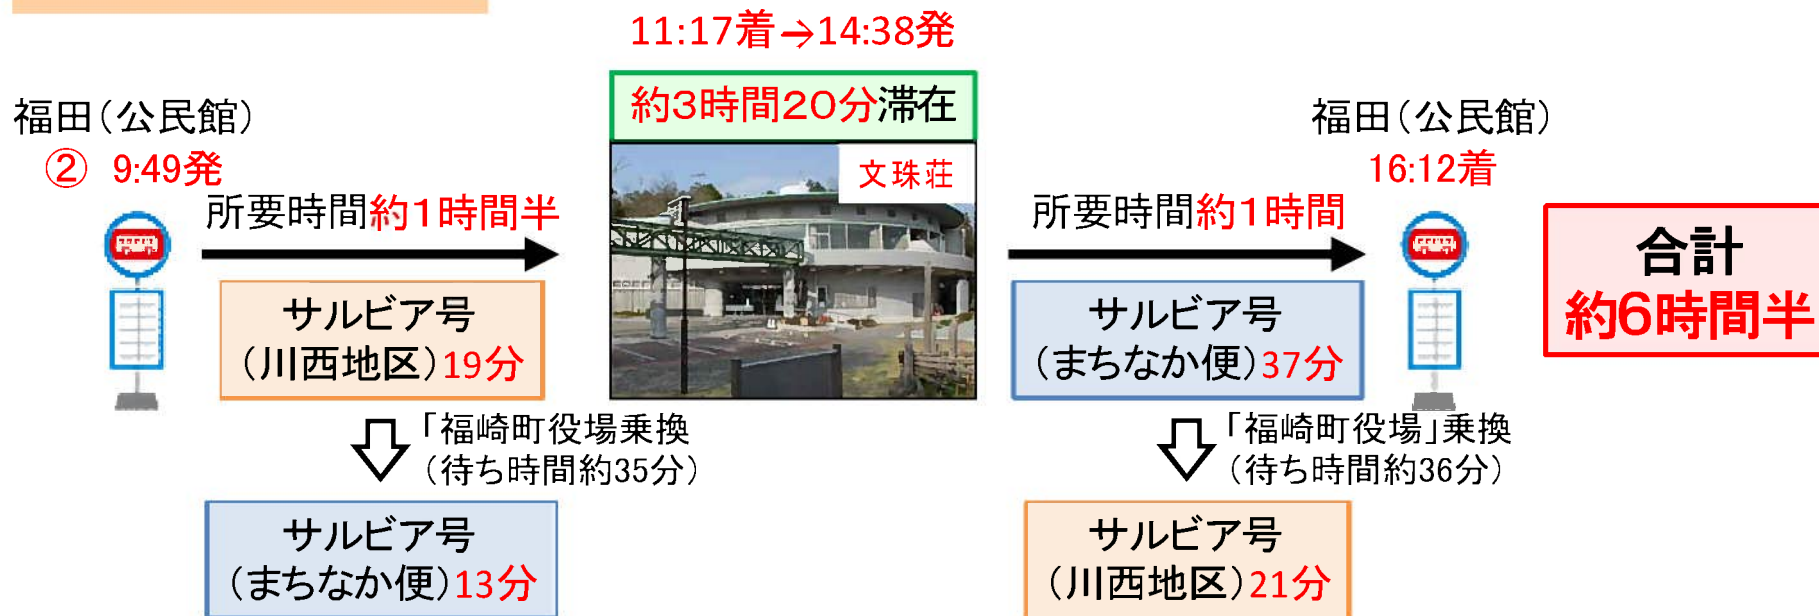 11:17着→14:38発
約3時間20分滞在
文珠荘
福田(公民館)
② 9:49発
所要時間約1時間半
サルビア号
(川西地区)19分
「福崎町役場乗換
(待ち時間約35分)
サルビア号
(まちなか便)13分
所要時間約1時間
サルビア号
(まちなか便)37分
「福崎町役場」乗換
(待ち時間約36分)
サルビア号
(川西地区)21分
福田(公民館)
16:12着
合計
約6時間半